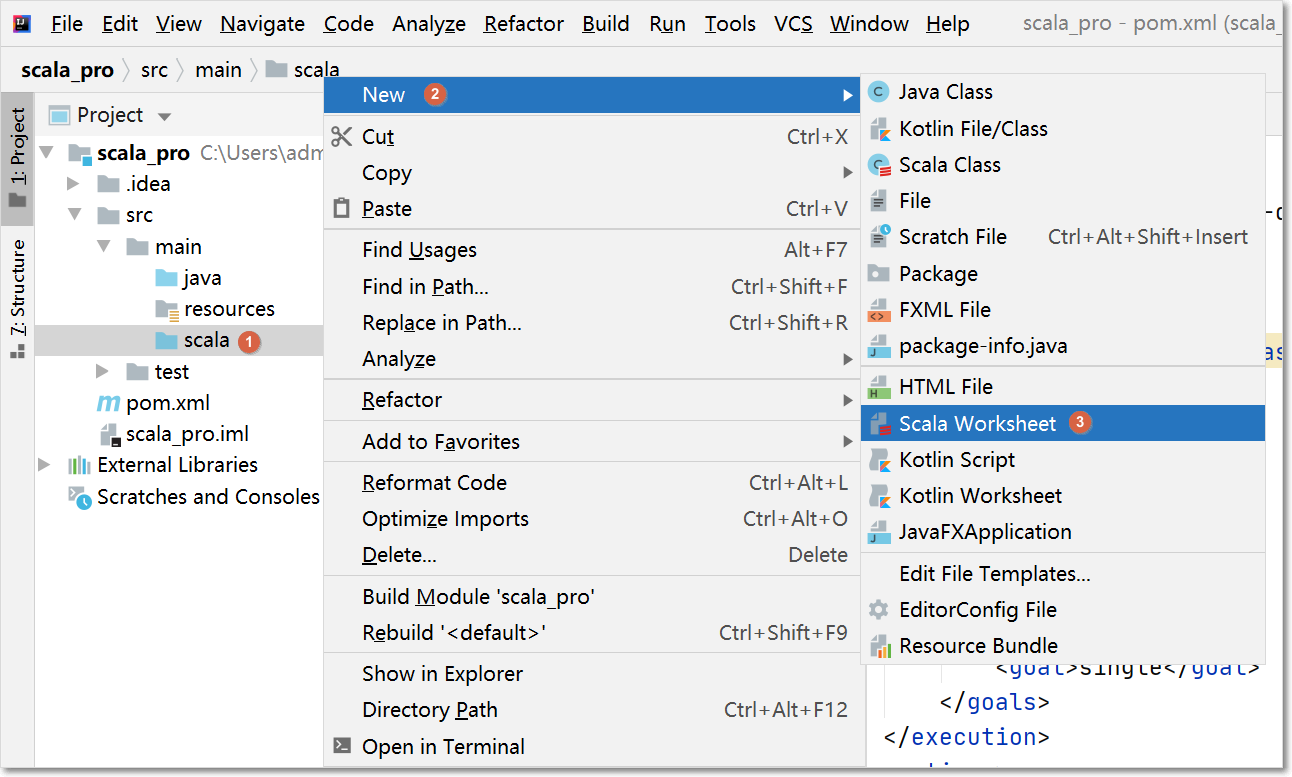 File Edit View Navigate Code Analyze Refactor Build Run Tools VCS Window Help scala_pro - pom.xml (scala_
scala_pro src main scala
1: Project
7: Structure
Project
scala_pro C:\Users\adm
.idea
src
main
java
resources
scala 1
test
pom.xml
scala_pro.iml
External Libraries
Scratches and Consoles
New 2
Cut Ctrl+X
Copy
Paste Ctrl+V
Find Usages Alt+F7
Find in Path... Ctrl+Shift+F
Replace in Path... Ctrl+Shift+R
Analyze
Refactor
Add to Favorites
Reformat Code Ctrl+Alt+L
Optimize Imports Ctrl+Alt+O
Delete... Delete
Build Module 'scala_pro'
Rebuild '<default>' Ctrl+Shift+F9
Show in Explorer
Directory Path Ctrl+Alt+F12
Open in Terminal
Java Class
Kotlin File/Class
Scala Class
File
Scratch File Ctrl+Alt+Shift+Insert
Package
FXML File
package-info.java
HTML File
Scala Worksheet 3
Kotlin Script
Kotlin Worksheet
JavaFXApplication
Edit File Templates...
EditorConfig File
Resource Bundle
<goal>single</goal>
</goals>
</execution>